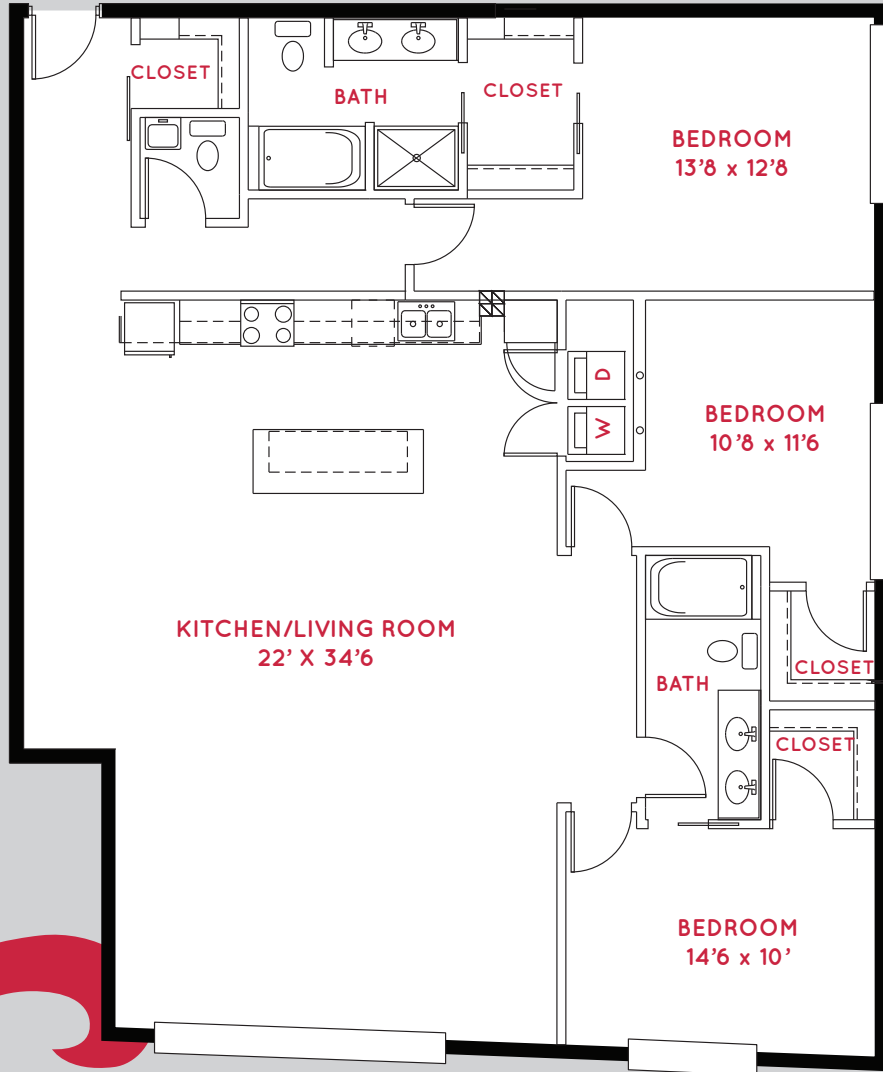 CLOSET
BATH
CLOSET
BEDROOM
13'8 x 12'8
D
W
BEDROOM
10'8 x 11'6
KITCHEN/LIVING ROOM
22' X 34'6
BATH
CLOSET
CLOSET
BEDROOM
14'6 x 10'